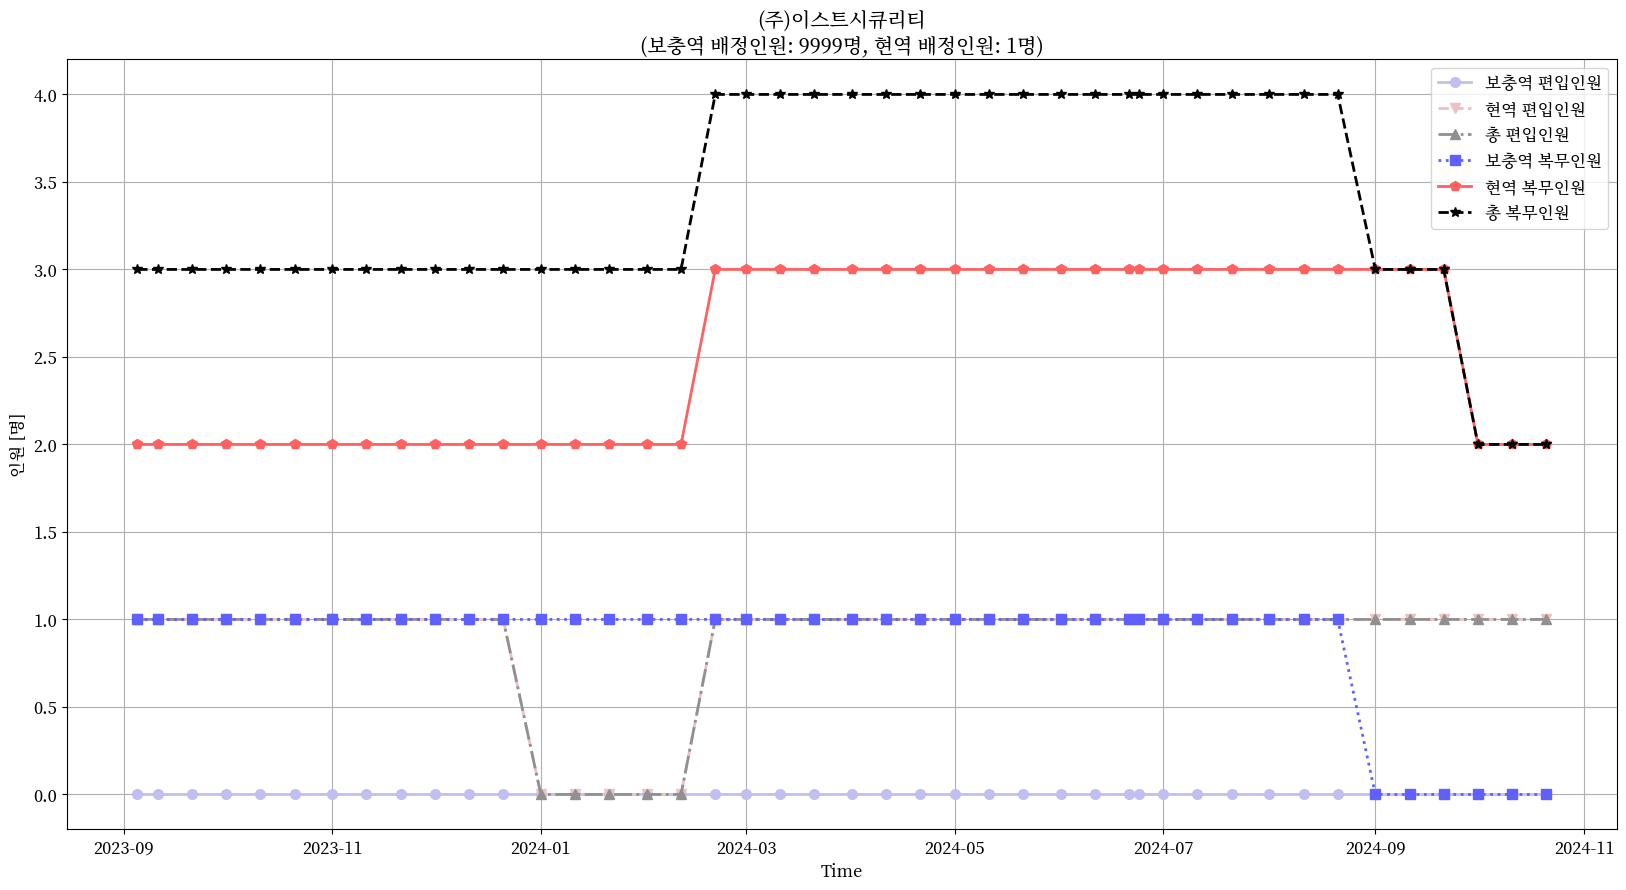 (주)이스트시큐리티
(보충역 배정인원: 9999명, 현역 배정인원: 1명)
보충역 편입인원
현역 편입인원
총 편입인원
보충역 복무인원
현역 복무인원
총 복무인원
인원 [명]
4.0
3.5
3.0
2.5
2.0
1.5
1.0
0.5
0.0
2023-09 2023-11 2024-01 2024-03 2024-05 2024-07 2024-09 2024-11
Time